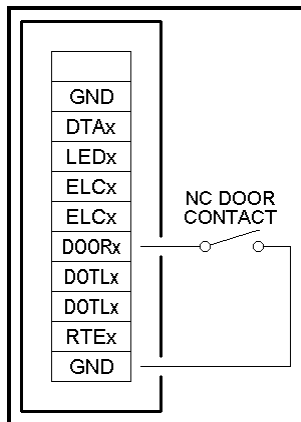 GND
DTAx
LEDx
ELCx
ELCx
DOORx
DOTLx
DOTLx
RTEx
GND
NC DOOR
CONTACT